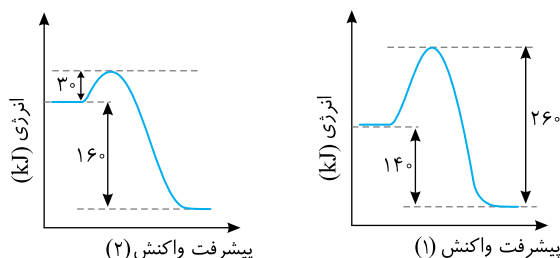 انرژی (kJ)
۳۰
۱۶۰
پیشرفت واکنش (۲)
انرژی (kJ)
۲۶۰
۱۴۰
پیشرفت واکنش (۱)